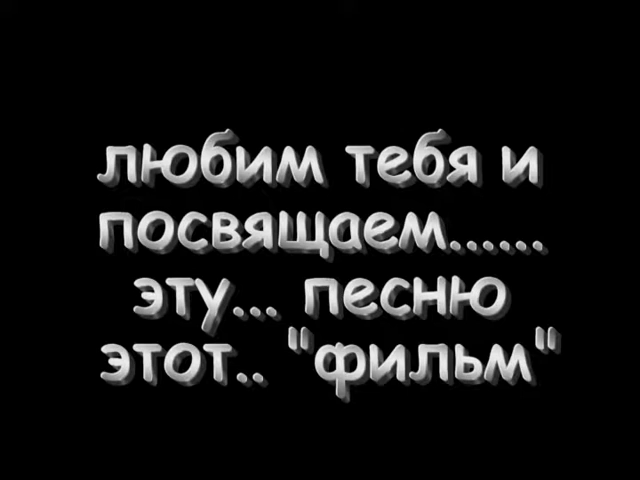 любим тебя и
посвящаем......
эту... песню
этот.. "фильм"